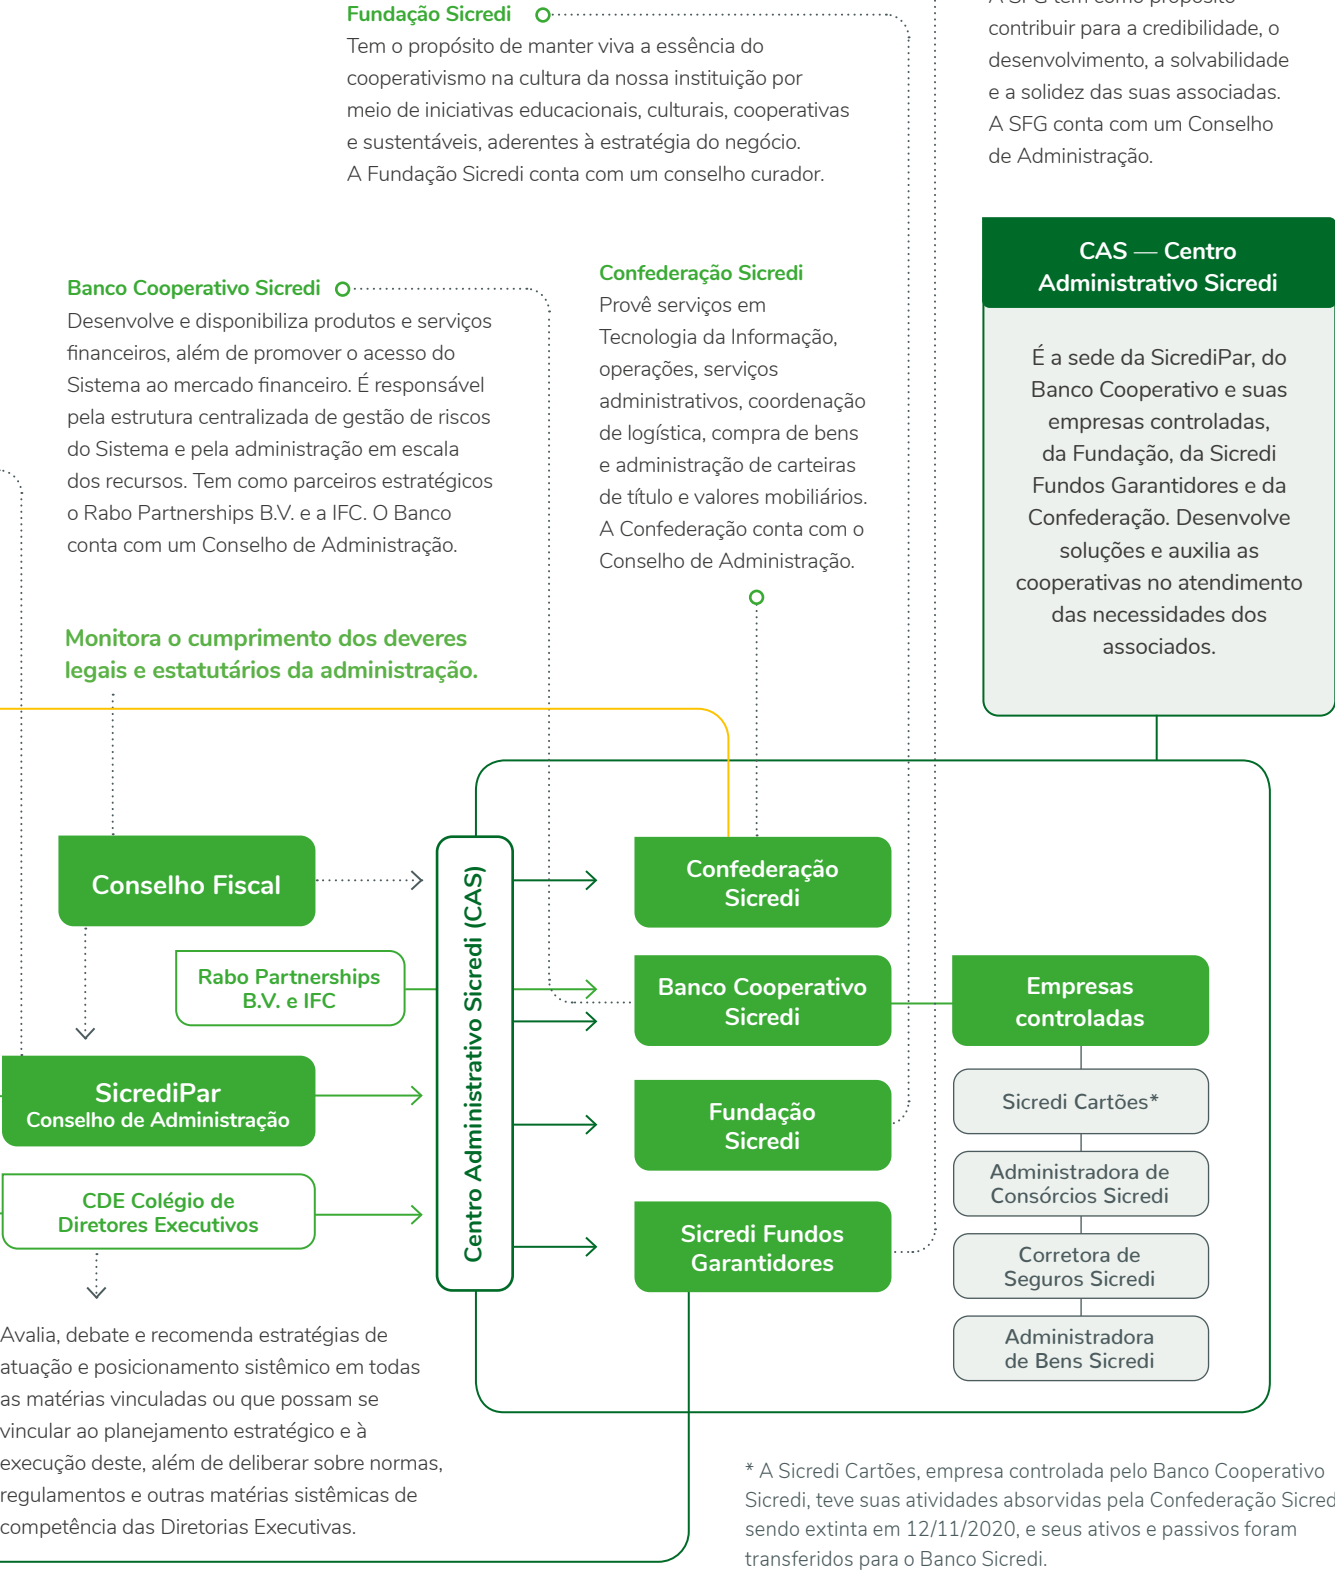 Fundação Sicredi
Tem o propósito de manter viva a essência do
cooperativismo na cultura da nossa instituição por
meio de iniciativas educacionais, culturais, cooperativas
e sustentáveis, aderentes à estratégia do negócio.
A Fundação Sicredi conta com um conselho curador.
A SFG tem como propósito
contribuir para a credibilidade, o
desenvolvimento, a solvabilidade
e a solidez das suas associadas.
A SFG conta com um Conselho
de Administração.
Banco Cooperativo Sicredi
Desenvolve e disponibiliza produtos e serviços
financeiros, além de promover o acesso do
Sistema ao mercado financeiro. É responsável
pela estrutura centralizada de gestão de riscos
do Sistema e pela administração em escala
dos recursos. Tem como parceiros estratégicos
o Rabo Partnerships B.V. e a IFC. O Banco
conta com um Conselho de Administração.
Confederação Sicredi
Provê serviços em
Tecnologia da Informação,
operações, serviços
administrativos, coordenação
de logística, compra de bens
e administração de carteiras
de título e valores mobiliários.
A Confederação conta com o
Conselho de Administração.
CAS — Centro
Administrativo Sicredi
É a sede da SicrediPar, do
Banco Cooperativo e suas
empresas controladas,
da Fundação, da Sicredi
Fundos Garantidores e da
Confederação. Desenvolve
soluções e auxilia as
cooperativas no atendimento
das necessidades dos
associados.
Monitora o cumprimento dos deveres
legais e estatutários da administração.
Conselho Fiscal
Rabo Partnerships
B.V. e IFC
SicrediPar
Conselho de Administração
CDE Colégio de
Diretores Executivos
Centro Administrativo Sicredi (CAS)
Confederação
Sicredi
Banco Cooperativo
Sicredi
Fundação
Sicredi
Sicredi Fundos
Garantidores
Empresas
controladas
Sicredi Cartões*
Administradora de
Consórcios Sicredi
Corretora de
Seguros Sicredi
Administradora
de Bens Sicredi
Avalia, debate e recomenda estratégias de
atuação e posicionamento sistêmico em todas
as matérias vinculadas ou que possam se
vincular ao planejamento estratégico e à
execução deste, além de deliberar sobre normas,
regulamentos e outras matérias sistêmicas de
competência das Diretorias Executivas.
* A Sicredi Cartões, empresa controlada pelo Banco Cooperativo
Sicredi, teve suas atividades absorvidas pela Confederação Sicred
sendo extinta em 12/11/2020, e seus ativos e passivos foram
transferidos para o Banco Sicredi.